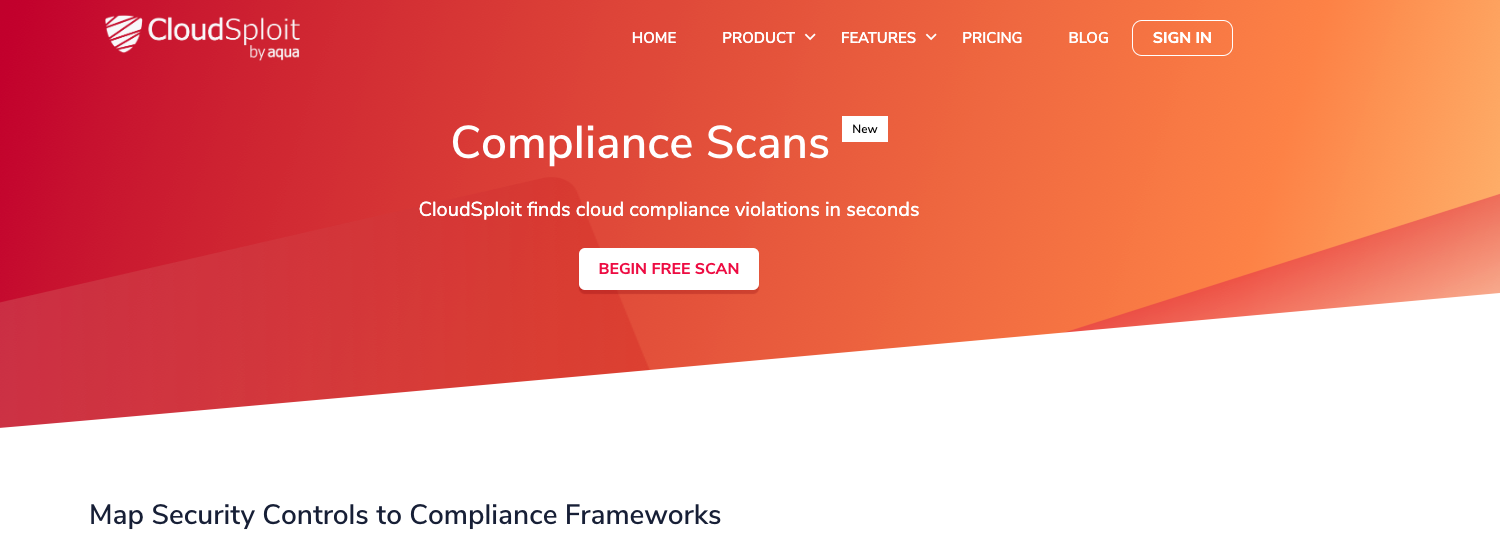 CloudSploit
by aqua
HOME PRODUCT FEATURES PRICING BLOG SIGN IN
Compliance Scans New
CloudSploit finds cloud compliance violations in seconds
BEGIN FREE SCAN
Map Security Controls to Compliance Frameworks